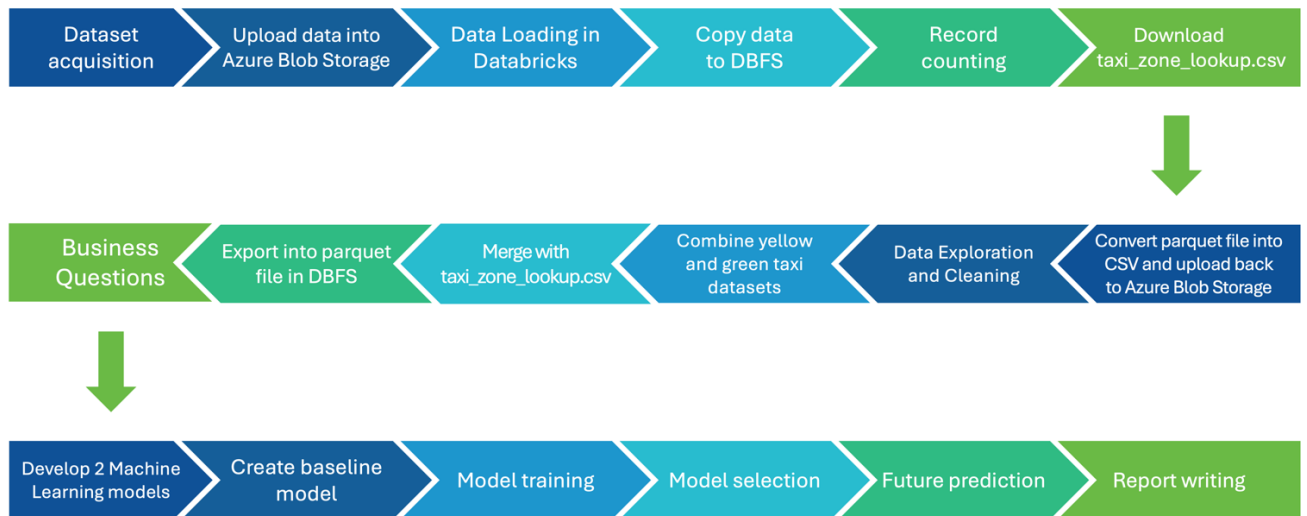 Dataset
acquisition
Upload data into
Azure Blob Storage
Data Loading in
Databricks
Copy data
to DBFS
Record
counting
Download
taxi_zone_lookup.csv
Convert parquet file into
CSV and upload back
to Azure Blob Storage
Data Exploration
and Cleaning
Combine yellow
and green taxi
datasets
Merge with
taxi_zone_lookup.csv
Export into parquet
file in DBFS
Business
Questions
Develop 2 Machine
Learning models
Create baseline
model
Model training
Model selection
Future prediction
Report writing